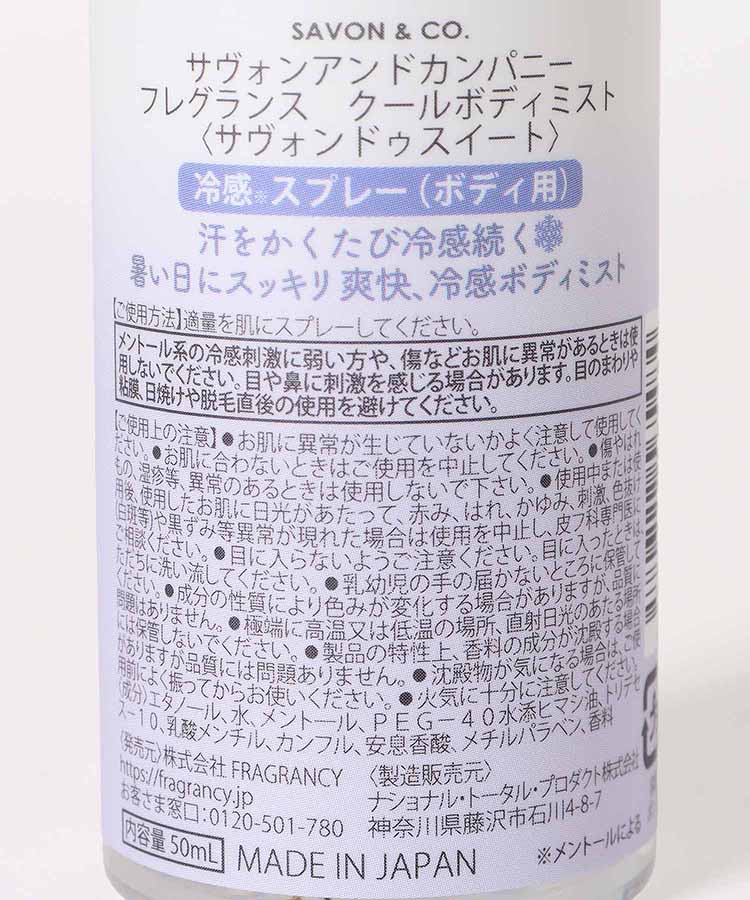 SAVON & CO.
サヴォンアンドカンパニー
フレグランス クールボディミスト
〈サヴォンドゥスイート〉
冷感※スプレー(ボディ用)
汗をかくたび冷感続く
暑い日にスッキリ爽快、冷感ボディミスト
【ご使用方法】適量を肌にスプレーしてください。
メントール系の冷感刺激に弱い方や、傷などお肌に異常があるときは使
用しないでください。目や鼻に刺激を感じる場合があります。目のまわりや
粘膜、日焼けや脱毛直後の使用を避けてください。
【ご使用上の注意】●お肌に異常が生じていないかよく注意して使用してく
ださい。●お肌に合わないときはご使用を中止してください。●傷やはれ
もの、湿疹等、異常のあるときは使用しないで下さい。●使用中または使
用後、使用したお肌に日光があたって、赤み、はれ、かゆみ、刺激、色抜け
(白斑等)や黒ずみ等異常が現れた場合は使用を中止し、皮フ科専門医に
ご相談ください。●目に入らないようご注意ください。目に入ったときは
ただちに洗い流してください。●乳幼児の手の届かないところに保管して
ください。●成分の性質により色みが変化する場合がありますが、品質に
問題はありません。●極端に高温又は低温の場所、直射日光のあたる場所
には保管しないでください。●製品の特性上、香料の成分が沈殿する場合
がありますが品質には問題ありません。●沈殿物が気になる場合は、ご使
用前によく振ってからお使いください。●火気に十分に注意してください。
〈成分〉エタノール、水、メントール、PEG-40水添ヒマシ油、トリデセ
ス-10、乳酸メンチル、カンフル、安息香酸、メチルパラベン、香料
〈発売元〉株式会社 FRAGRANCY
https://fragrancy.jp
お客さま窓口:0120-501-780
〈製造販売元〉
ナショナル・トータル・プロダクト株式会社
神奈川県藤沢市石川4-8-7
内容量 50mL
MADE IN JAPAN
※メントールによる